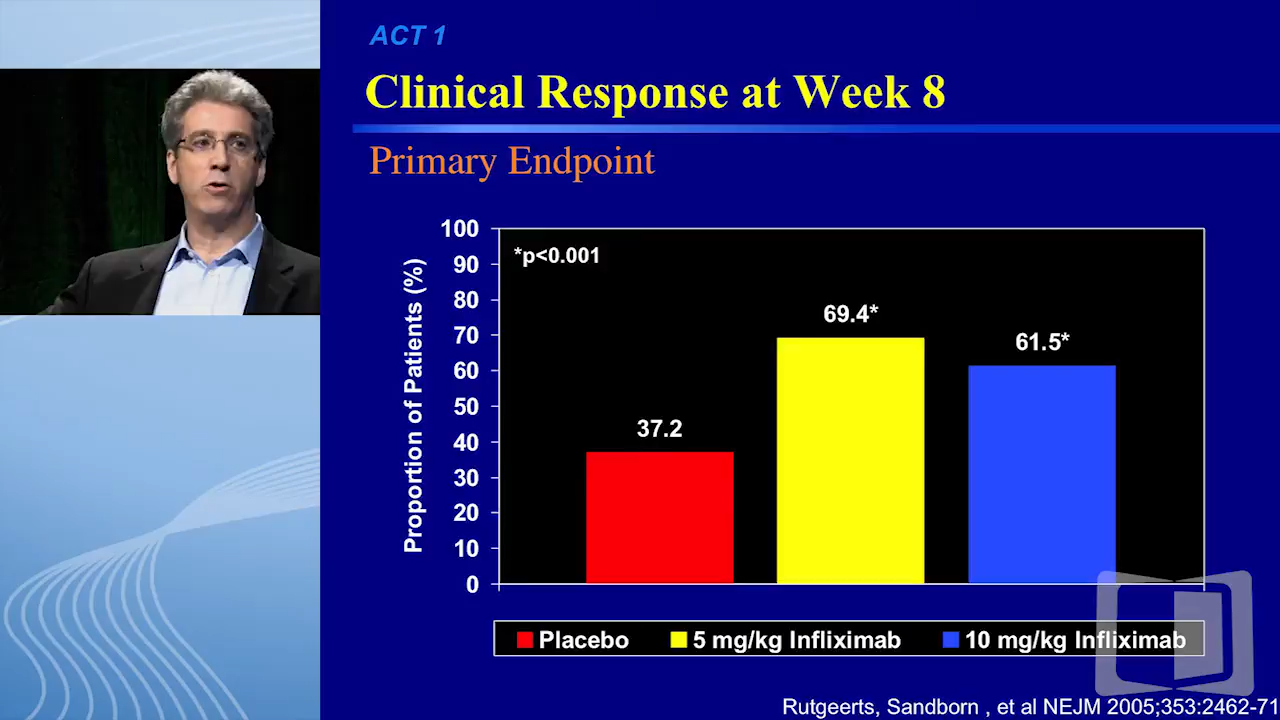 ACT 1
Clinical Response at Week 8
Primary Endpoint
Proportion of Patients (%)
100
90
80
70
60
50
40
30
20
10
0
*p<0.001
37.2
69.4*
61.5*
Placebo 5 mg/kg Infliximab 10 mg/kg Infliximab
Rutgeerts, Sandborn , et al NEJM 2005;353:2462-71